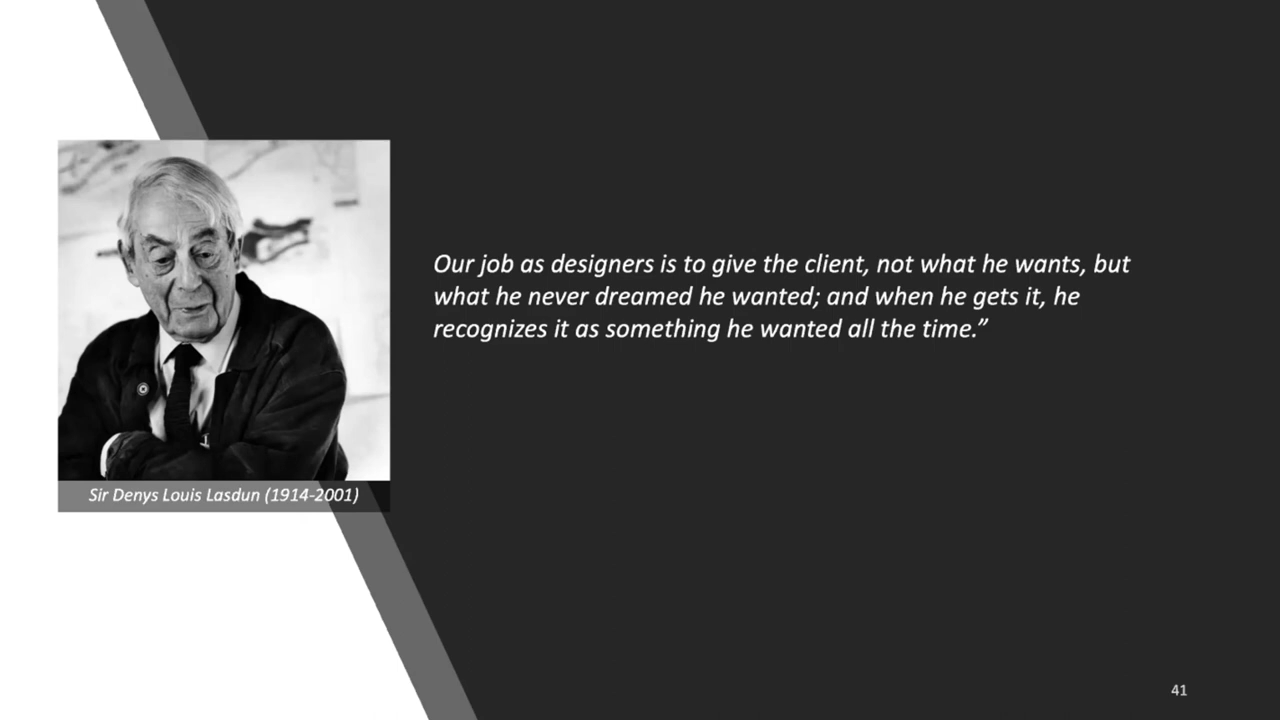 Our job as designers is to give the client, not what he wants, but
what he never dreamed he wanted; and when he gets it, he
recognizes it as something he wanted all the time.”
Sir Denys Louis Lasdun (1914-2001)
41